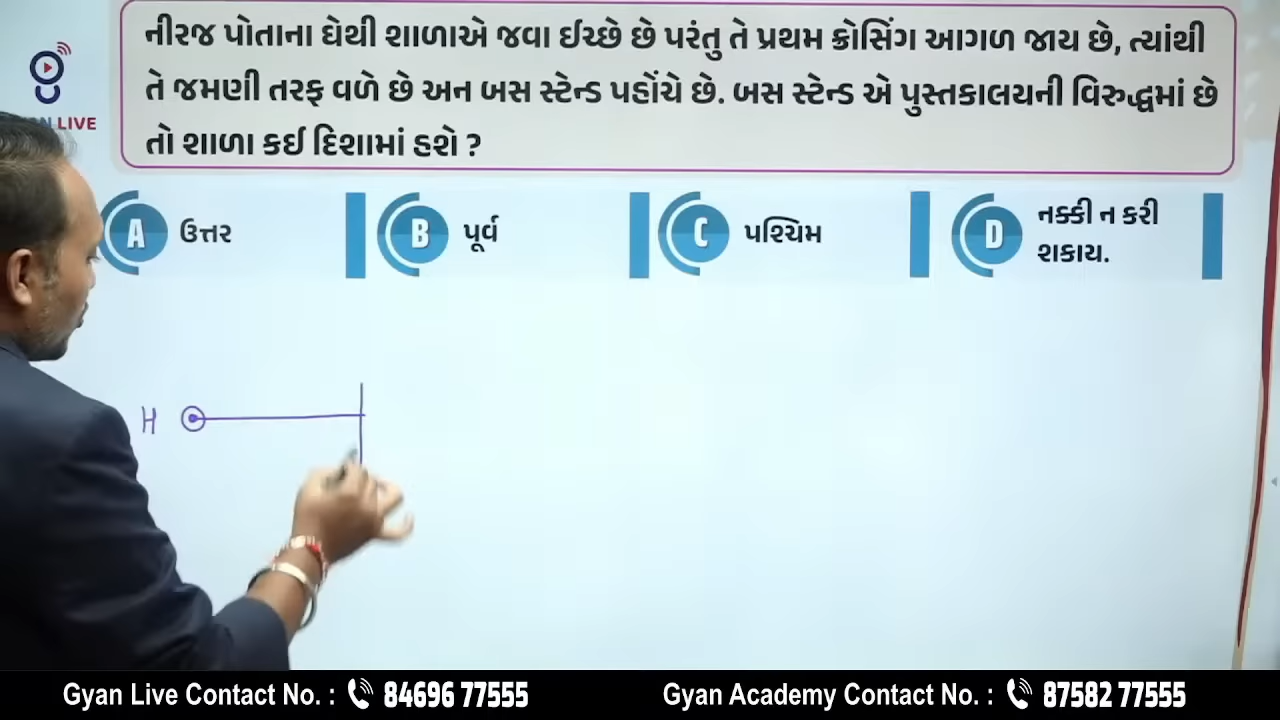 નીરજ પોતાના ઘેથી શાળાએ જવા ઈચ્છે છે પરંતુ તે પ્રથમ ક્રોસિંગ આગળ જાય છે, ત્યાંથી
તે જમણી તરફ વળે છે અન બસ સ્ટેન્ડ પહોંચે છે. બસ સ્ટેન્ડ એ પુસ્તકાલયની વિરુદ્ધમાં છે
LIVE
તો શાળા કઈ દિશામાં હશે ?
A ઉત્તર
B પૂર્વ
C પશ્ચિમ
D નક્કી ન કરી
શકાય.
H
Gyan Live Contact No. : 84696 77555
Gyan Academy Contact No. : 87582 77555